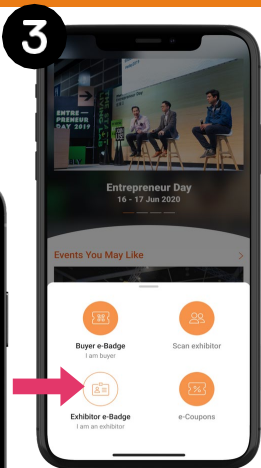 3
ENTRE —
PRENEUR
DAY 2019
Entrepreneur Day
16 - 17 Jun 2020
Events You May Like
Buyer e-Badge
I am buyer
Scan exhibitor
Exhibitor e-Badge
I am an exhibitor
e-Coupons